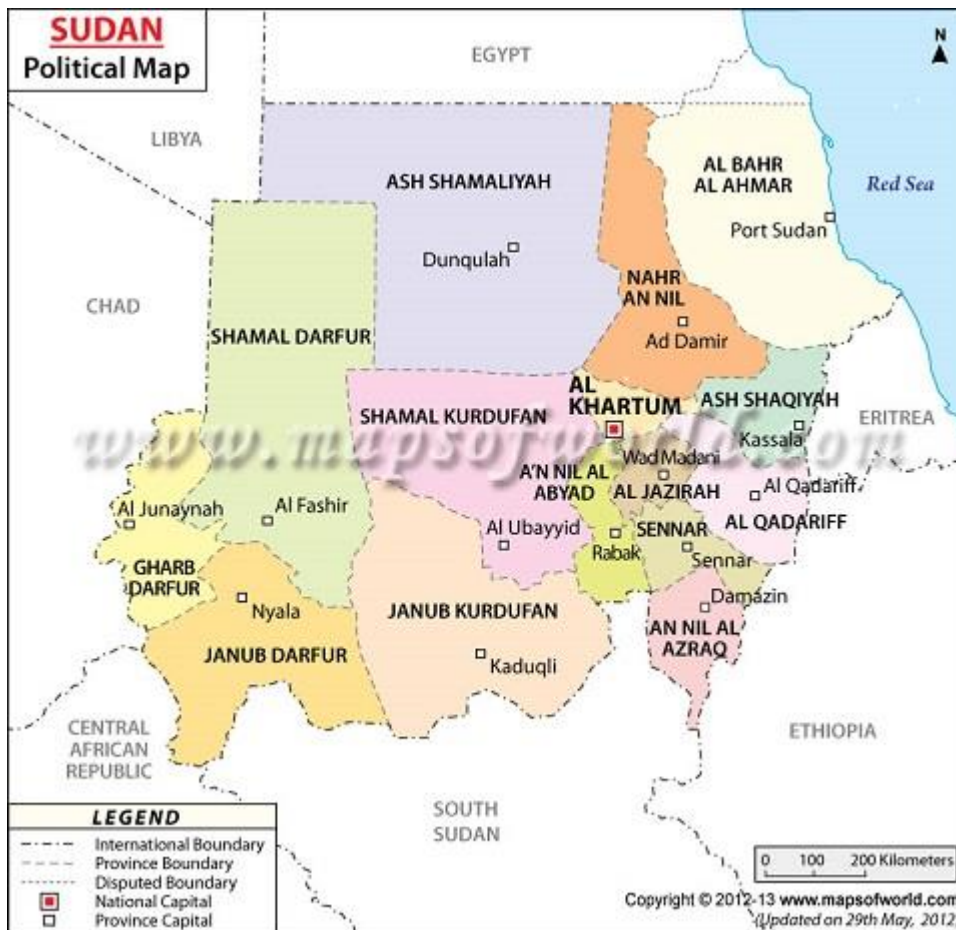 SUDAN
Political Map
EGYPT
N
LIBYA
ASH SHAMALIYAH
AL BAHR
AL AHMAR
Red Sea
Port Sudan
Dunqulah
NAHR
AN NIL
CHAD
SHAMAL DARFUR
Ad Damir
AL
KHARTUM
ASH SHAQIYAH
SHAMAL KURDUFAN
ERITREA
Kassala
www.mapsofworld.com
Wad Madani
A'N NIL AL
ABYAD
AL JAZIRAH
Al Qadariff
AL QADARIFF
Al Junaynah
Al Fashir
Al Ubayyid
Rabak
SENNAR
Sennar
GHARB
DARFUR
Nyala
JANUB KURDUFAN
Damazin
AN NIL AL
AZRAQ
JANUB DARFUR
Kaduqli
CENTRAL
AFRICAN
REPUBLIC
ETHIOPIA
SOUTH
SUDAN
LEGEND
International Boundary
Province Boundary
Disputed Boundary
National Capital
Province Capital
0 100 200 Kilometers
Copyright © 2012-13 www.mapsofworld.com
(Updated on 29th May, 2012)